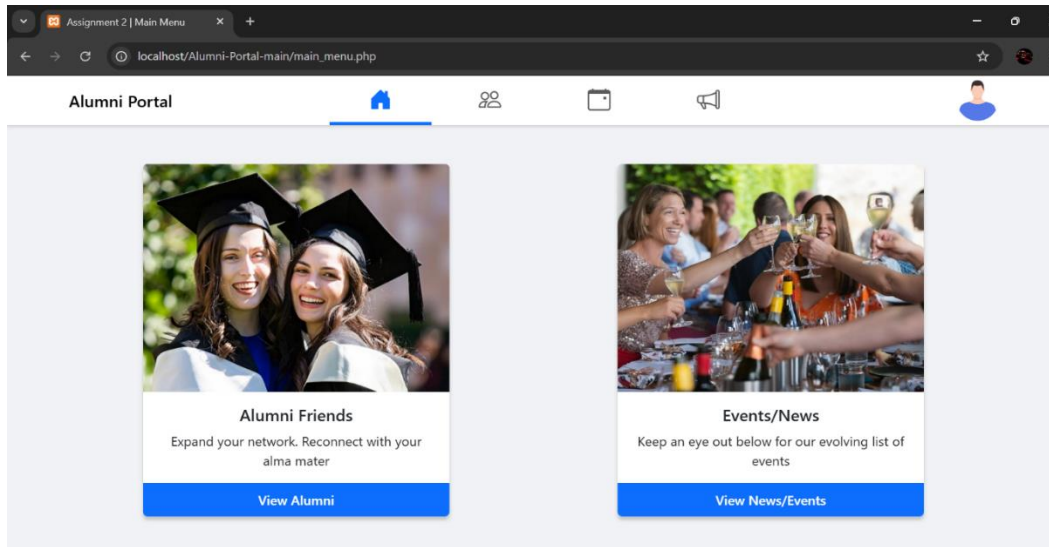 Assignment 2 | Main Menu
localhost/Alumni-Portal-main/main_menu.php
Alumni Portal
Alumni Friends
Expand your network. Reconnect with your
alma mater
View Alumni
Events/News
Keep an eye out below for our evolving list of
events
View News/Events